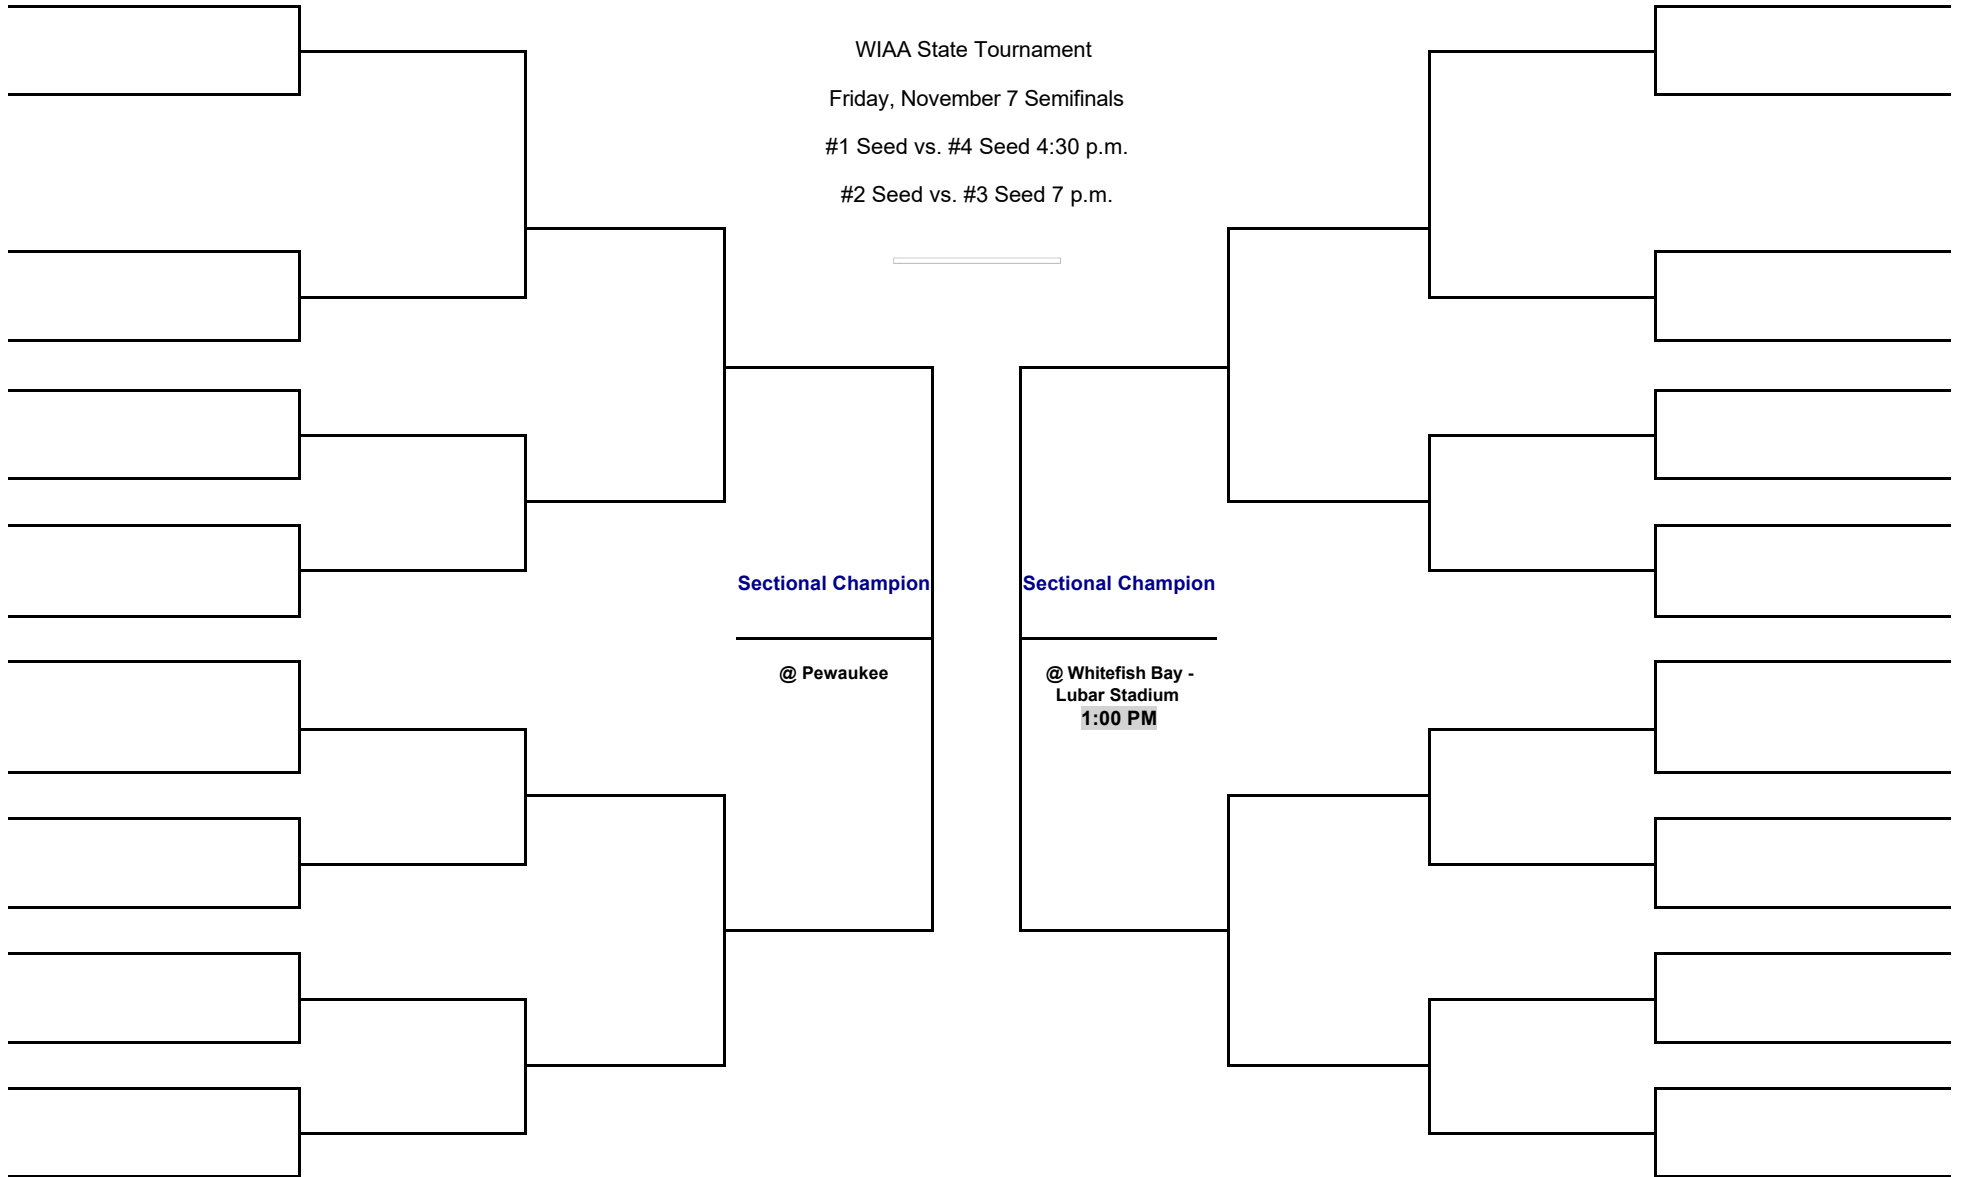 WIAA State Tournament
Friday, November 7 Semifinals
#1 Seed vs. #4 Seed 4:30 p.m.
#2 Seed vs. #3 Seed 7 p.m.
Sectional Champion
@ Pewaukee
Sectional Champion
@ Whitefish Bay -
Lubar Stadium
1:00 PM